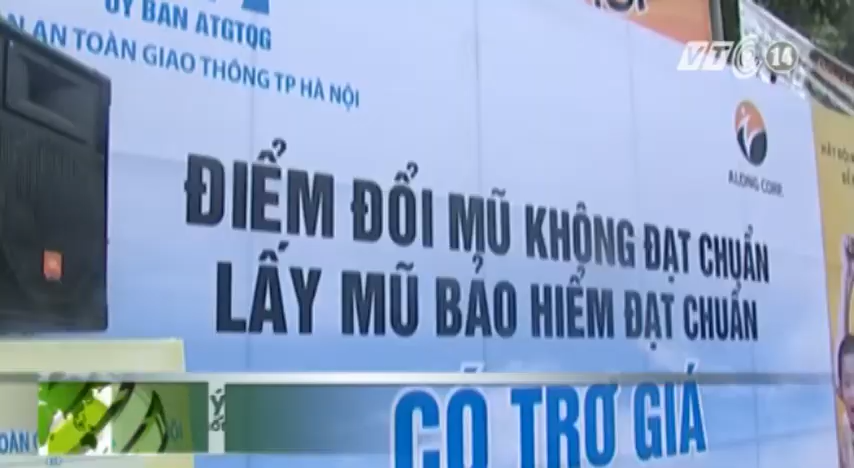 ỦY BAN ATGTQG
AN TOÀN GIAO THÔNG TP HÀ NỘI
VTC 14
ALONG CORP.
ĐIỂM ĐỔI MŨ KHÔNG ĐẠT CHUẨN
LẤY MŨ BẢO HIỂM ĐẠT CHUẨN
CÓ TRỢ GIÁ